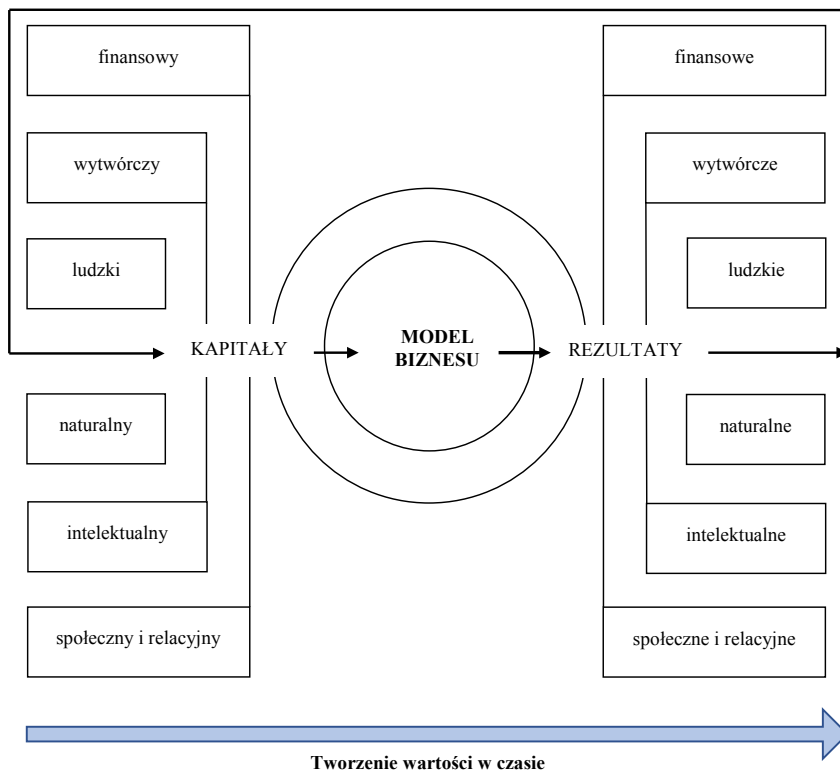 finansowy
finansowe
wytwórczy
wytwórcze
ludzki
ludzkie
KAPITAŁY
MODEL
BIZNESU
REZULTATY
naturalny
naturalne
intelektualny
intelektualne
społeczny i relacyjny
społeczne i relacyjne
Tworzenie wartości w czasie